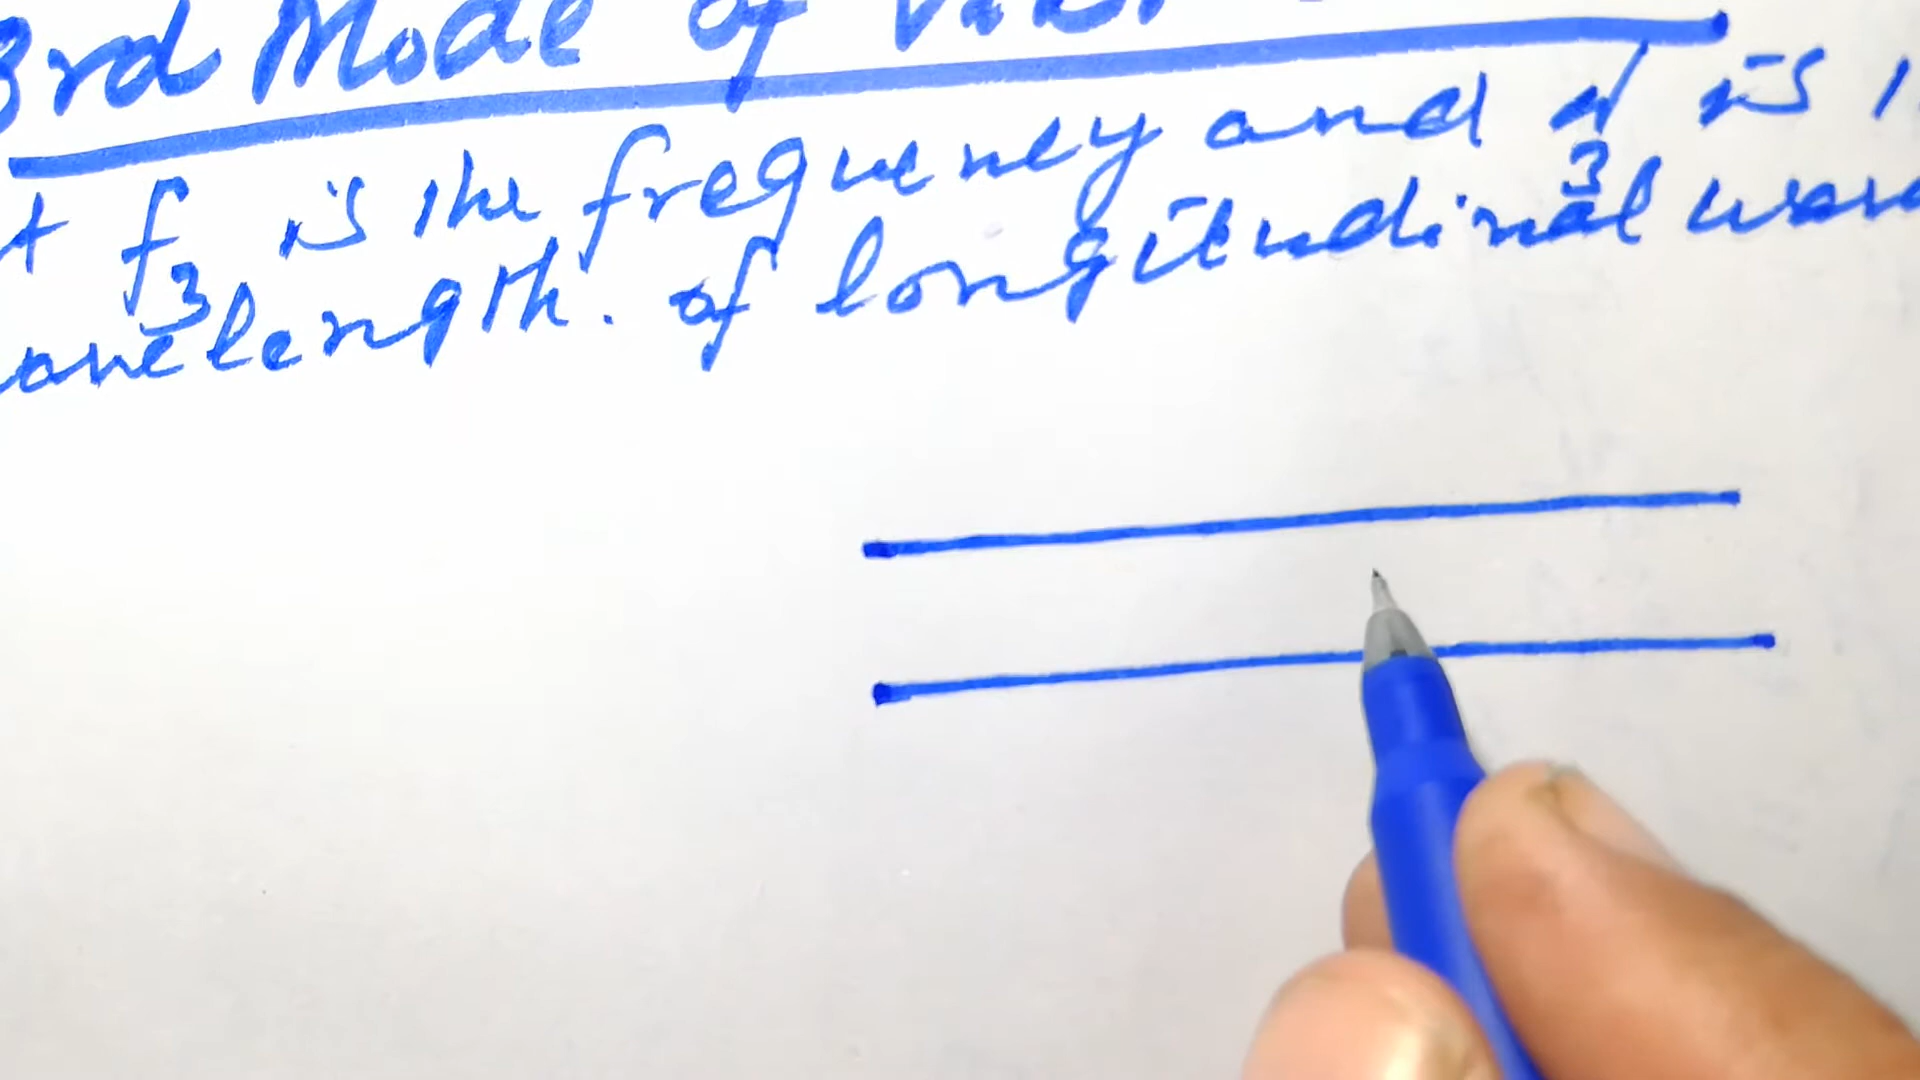 3rd Mode of
f₃ is the frequency and λ₃ is
wavelength. of longitudinal